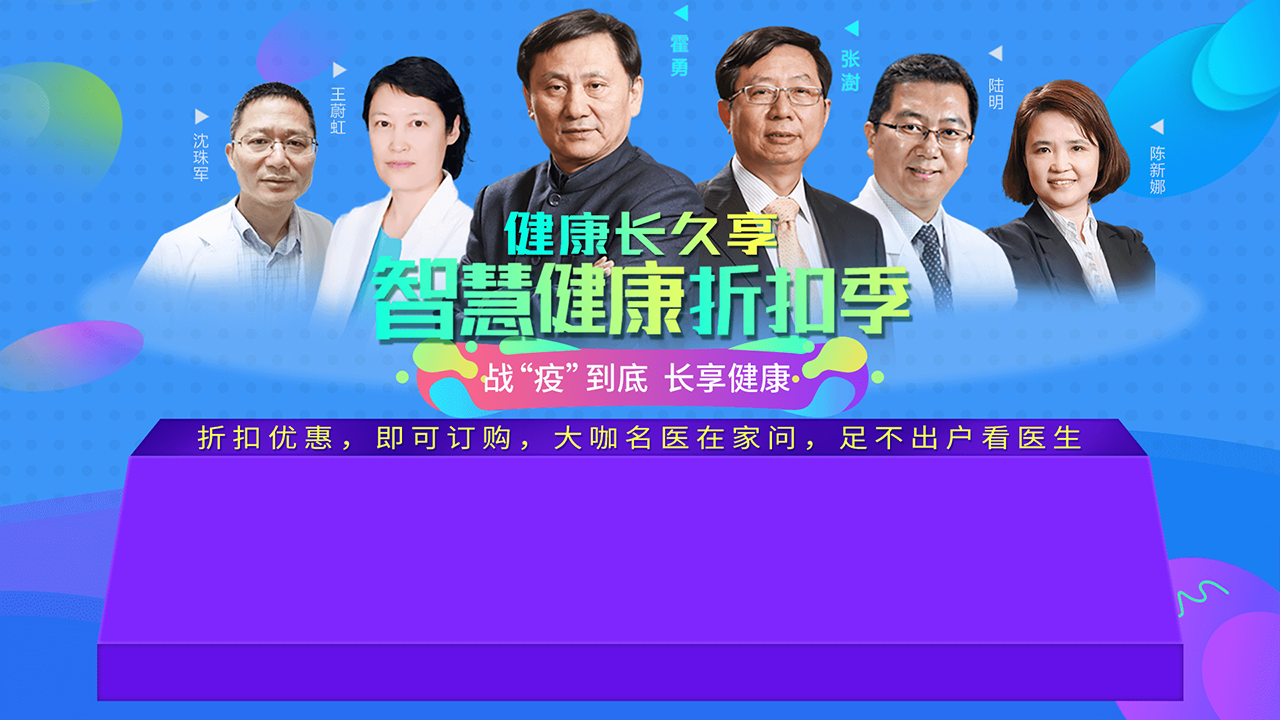 沈珠军
王蔚虹
霍勇
张澍
陆明
陈新娜
健康长久享
智慧健康折扣季
战“疫”到底 长享健康
折扣优惠，即可订购，大咖名医在家问，足不出户看医生